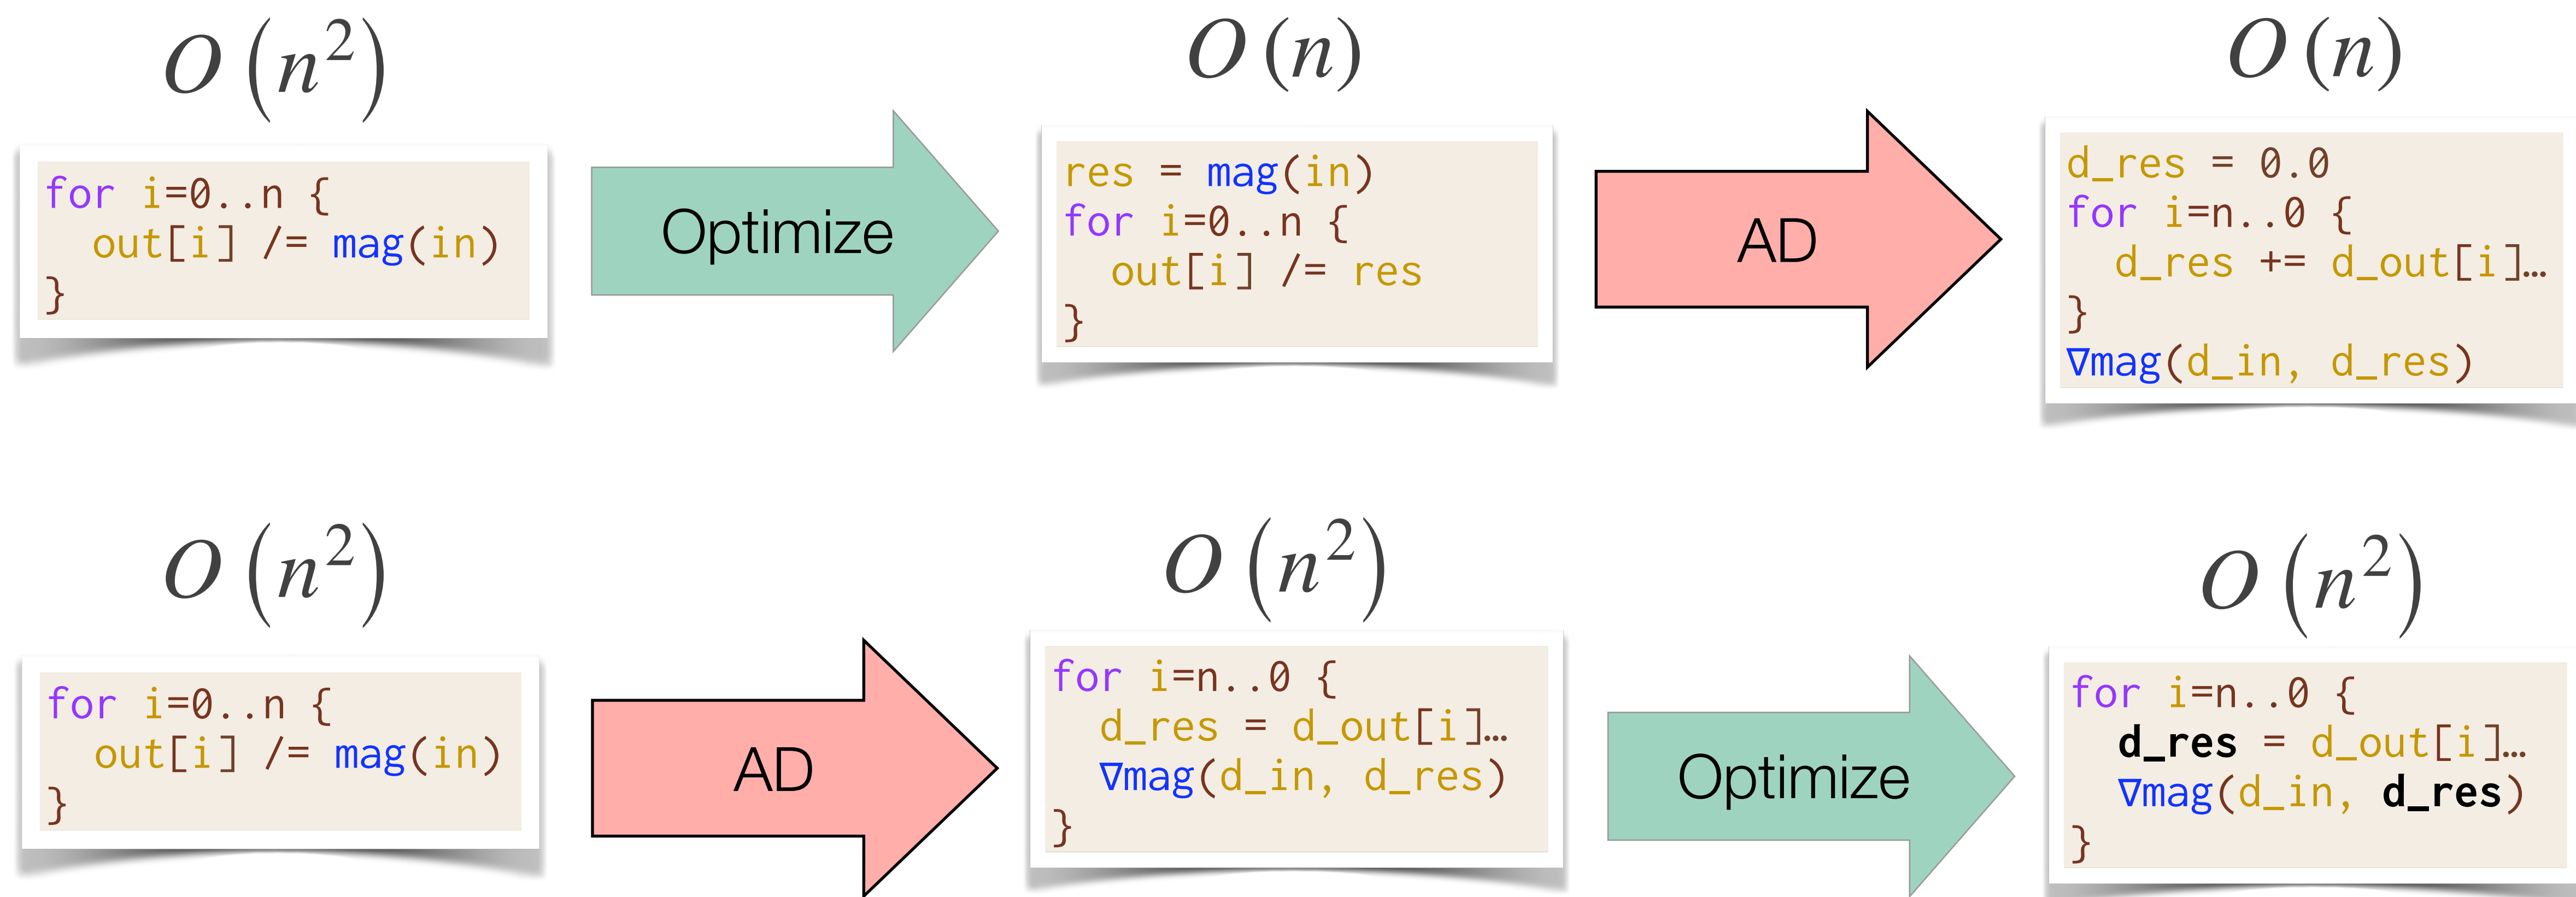 O (n²)
for i=0..n {
  out[i] /= mag(in)
}
Optimize
O (n)
res = mag(in)
for i=0..n {
  out[i] /= res
}
AD
O (n)
d_res = 0.0
for i=n..0 {
  d_res += d_out[i]…
}
∇mag(d_in, d_res)
O (n²)
for i=0..n {
  out[i] /= mag(in)
}
AD
O (n²)
for i=n..0 {
  d_res = d_out[i]…
  ∇mag(d_in, d_res)
}
Optimize
O (n²)
for i=n..0 {
  d_res = d_out[i]…
  ∇mag(d_in, d_res)
}